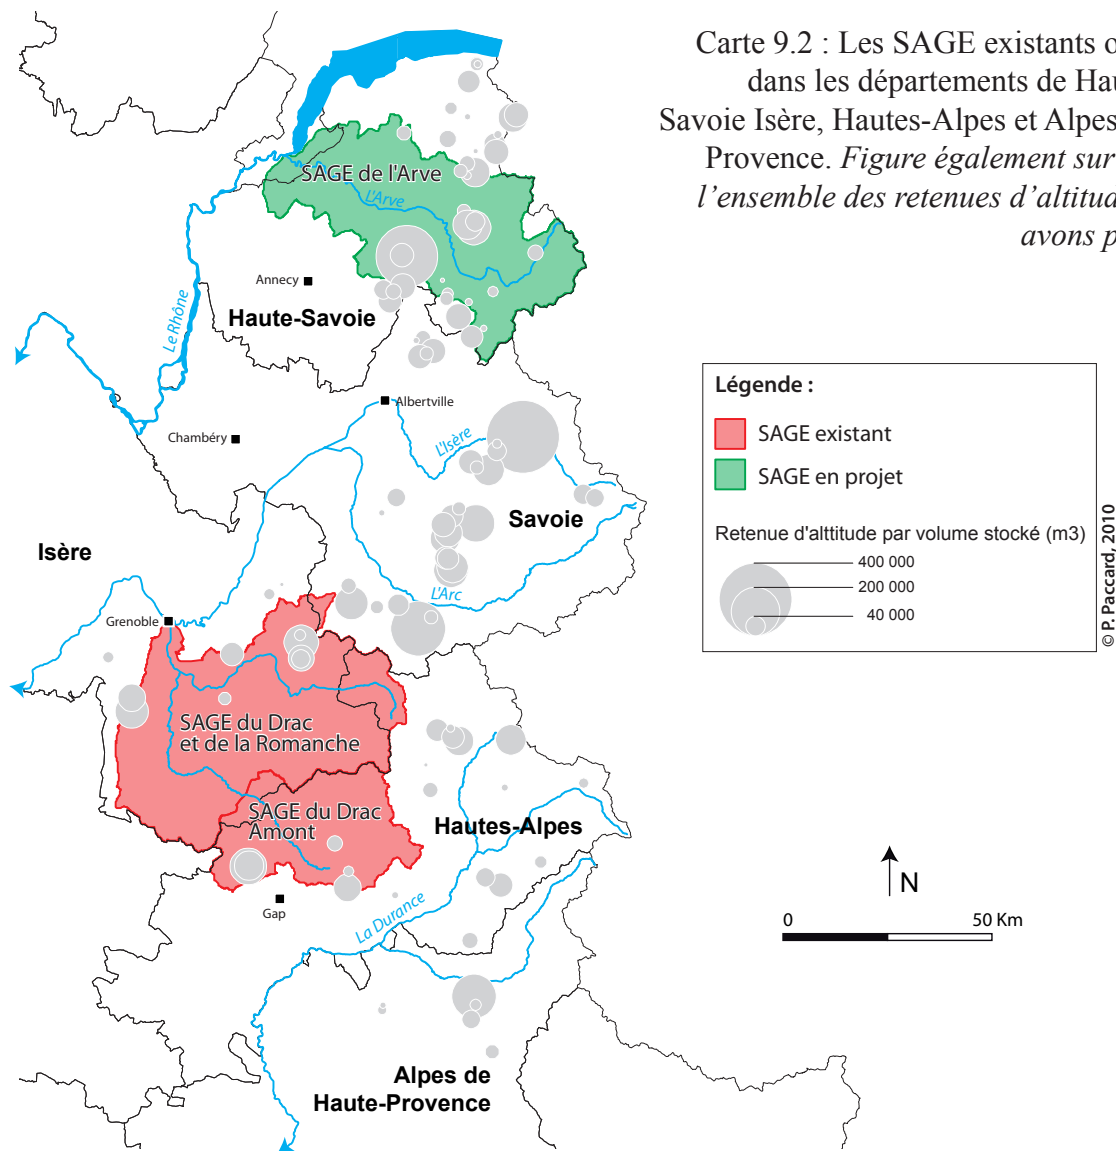 Carte 9.2 : Les SAGE existants o
dans les départements de Hau
Savoie Isère, Hautes-Alpes et Alpes
Provence. Figure également sur
l'ensemble des retenues d'altitud
avons p
SAGE de l'Arve
L'Arve
Annecy
Le Rhône
Haute-Savoie
Légende :
SAGE existant
SAGE en projet
Retenue d'alttitude par volume stocké (m3)
400 000
200 000
40 000
© P. Paccard, 2010
Albertville
Chambéry
L'Isère
Savoie
Isère
L'Arc
Grenoble
SAGE du Drac
et de la Romanche
SAGE du Drac
Amont
Hautes-Alpes
Gap
La Durance
N
0 50 Km
Alpes de
Haute-Provence